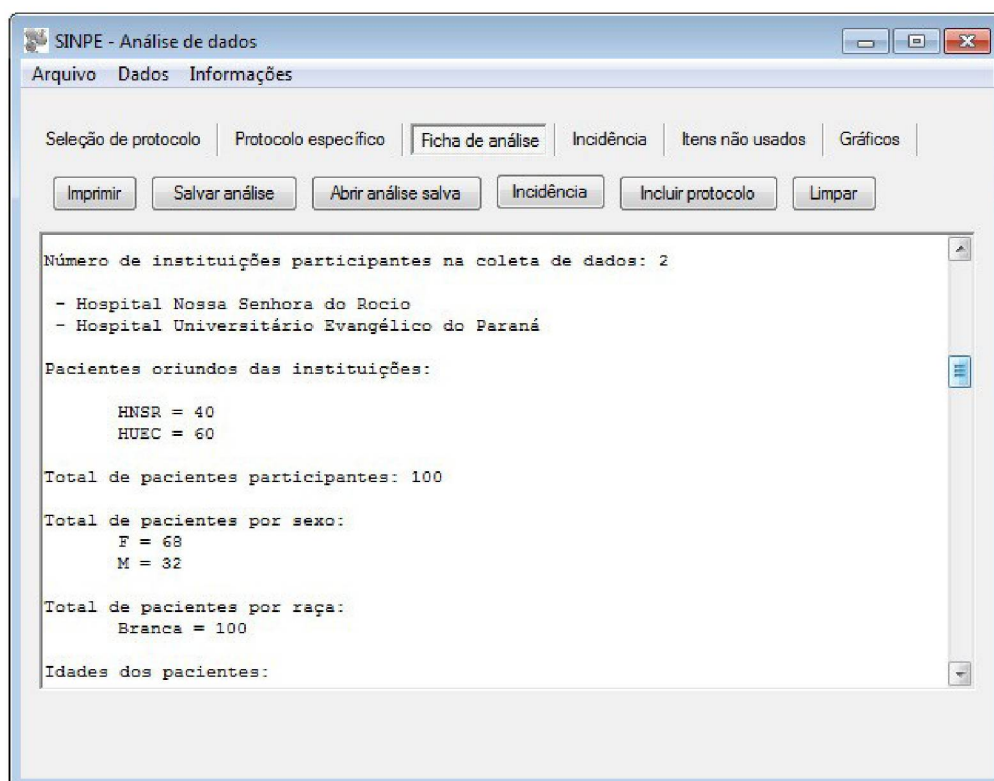 SINPE - Análise de dados
Arquivo Dados Informações
Seleção de protocolo Protocolo específico Ficha de análise Incidência Itens não usados Gráficos
Imprimir Salvar análise Abrir análise salva Incidência Incluir protocolo Limpar
Número de instituições participantes na coleta de dados: 2
- Hospital Nossa Senhora do Rocio
- Hospital Universitário Evangélico do Paraná
Pacientes oriundos das instituições:
HNSR = 40
HUEC = 60
Total de pacientes participantes: 100
Total de pacientes por sexo:
F = 68
M = 32
Total de pacientes por raça:
Branca = 100
Idades dos pacientes: